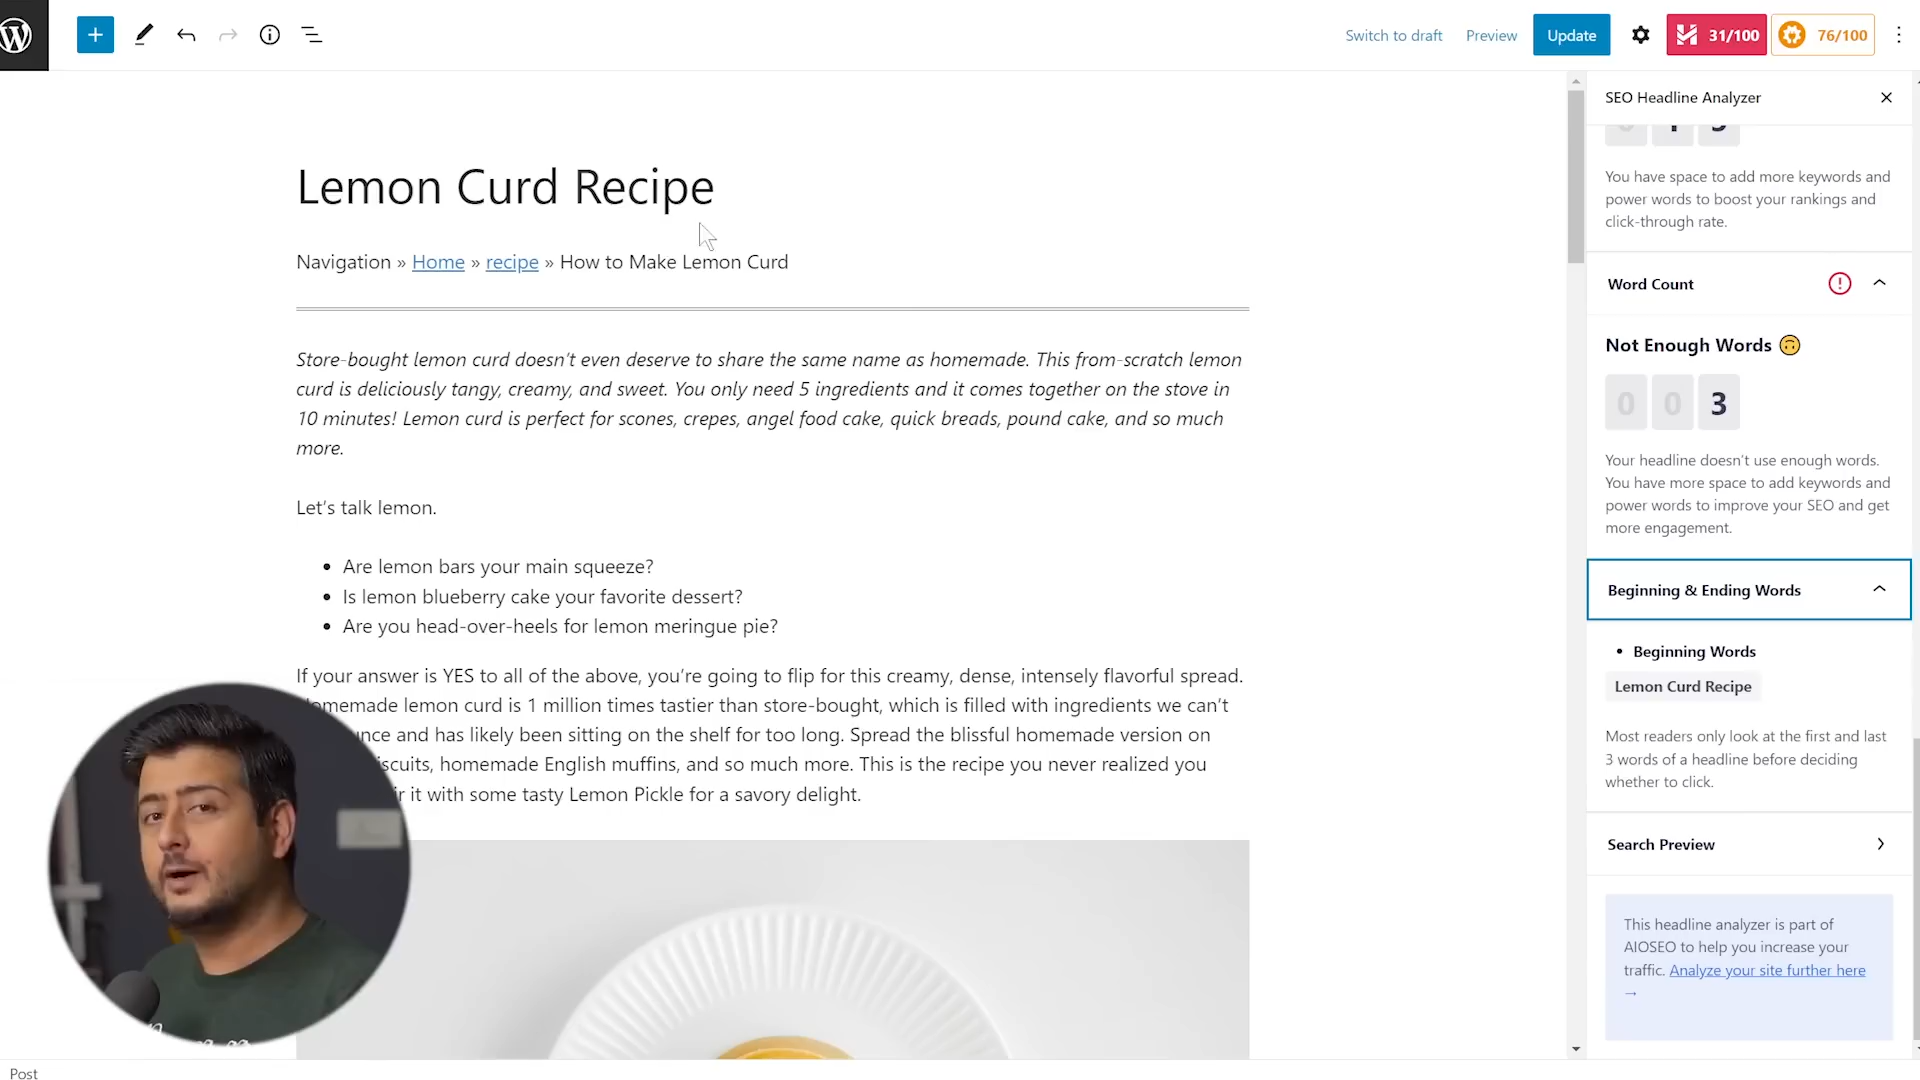 Switch to draft Preview Update 31/100 76/100
SEO Headline Analyzer
You have space to add more keywords and
power words to boost your rankings and
click-through rate.
Word Count
Not Enough Words 🙃
0 0 3
Your headline doesn't use enough words.
You have more space to add keywords and
power words to improve your SEO and get
more engagement.
Beginning & Ending Words
• Beginning Words
Lemon Curd Recipe
Most readers only look at the first and last
3 words of a headline before deciding
whether to click.
Search Preview
This headline analyzer is part of
AIOSEO to help you increase your
traffic. Analyze your site further here
→
Lemon Curd Recipe
Navigation » Home » recipe » How to Make Lemon Curd
Store-bought lemon curd doesn't even deserve to share the same name as homemade. This from-scratch lemon
curd is deliciously tangy, creamy, and sweet. You only need 5 ingredients and it comes together on the stove in
10 minutes! Lemon curd is perfect for scones, crepes, angel food cake, quick breads, pound cake, and so much
more.
Let's talk lemon.
• Are lemon bars your main squeeze?
• Is lemon blueberry cake your favorite dessert?
• Are you head-over-heels for lemon meringue pie?
If your answer is YES to all of the above, you're going to flip for this creamy, dense, intensely flavorful spread.
lemon curd is 1 million times tastier than store-bought, which is filled with ingredients we can't
and has likely been sitting on the shelf for too long. Spread the blissful homemade version on
homemade English muffins, and so much more. This is the recipe you never realized you
it with some tasty Lemon Pickle for a savory delight.
Post